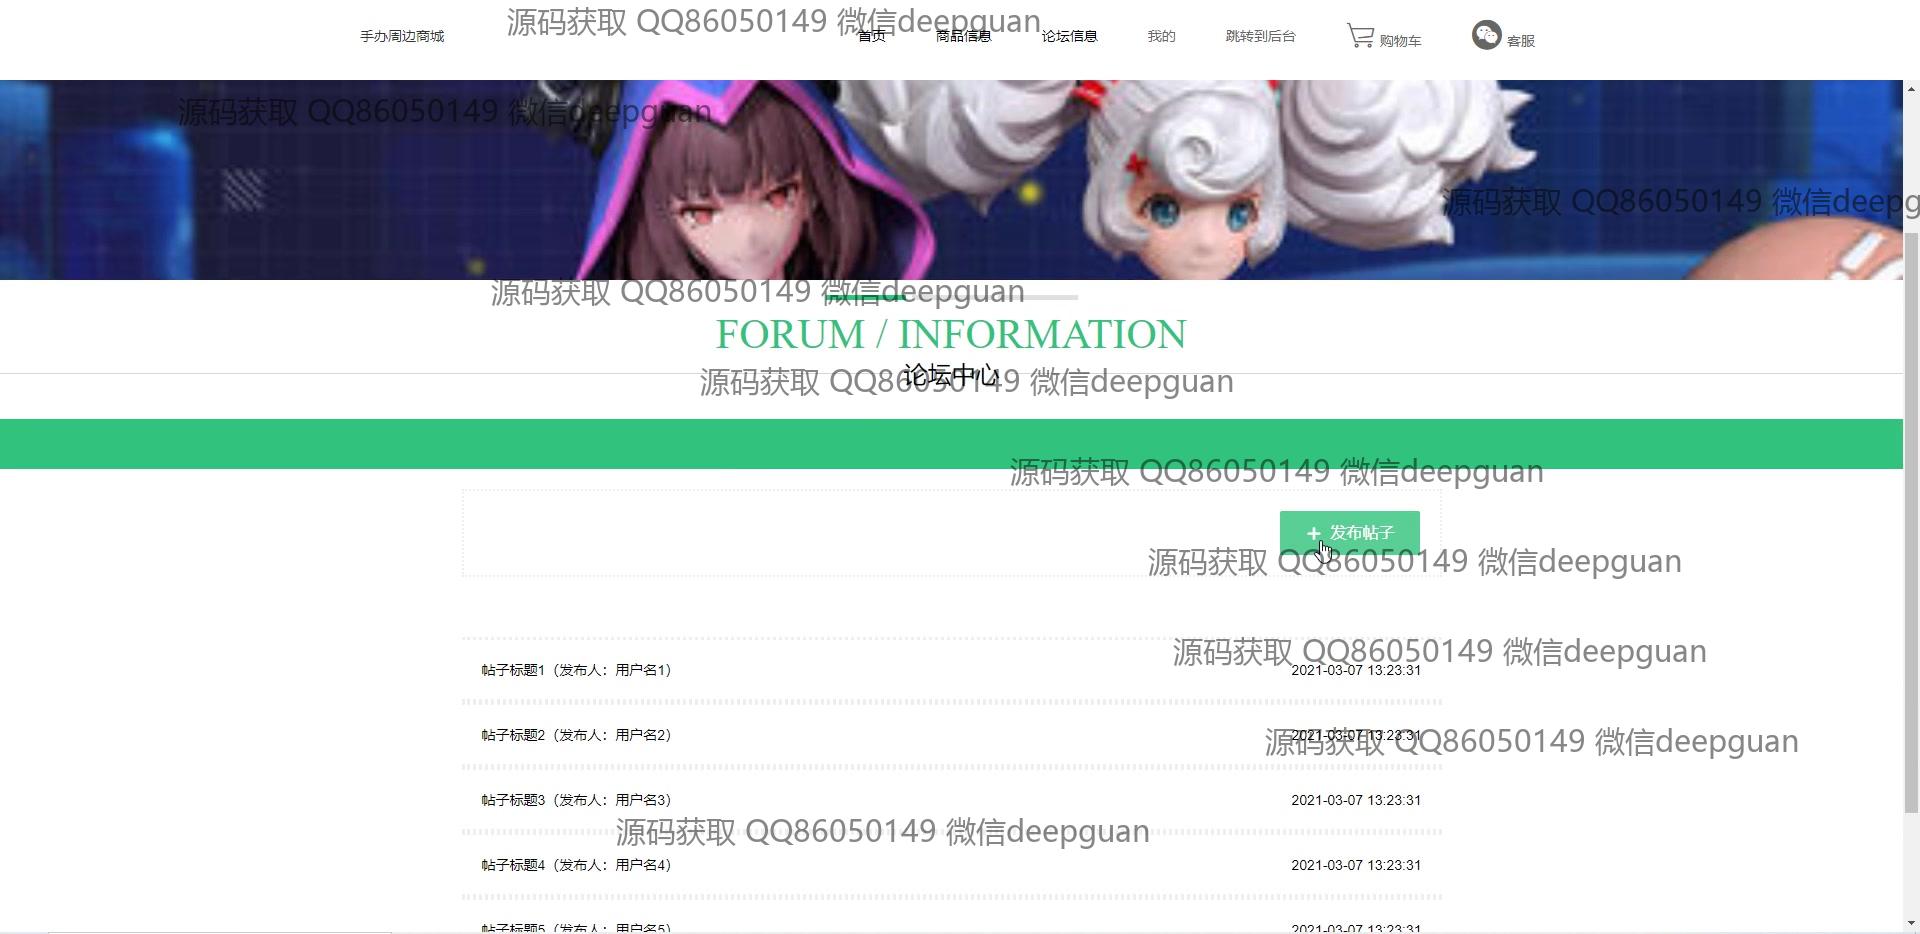 源码获取 QQ86050149 微信deepguan
手办周边商城 首页 商品信息 论坛信息 我的 跳转到后台 购物车 客服
源码获取 QQ86050149 微信deepguan
源码获取 QQ86050149 微信deepg
源码获取 QQ86050149 微信deepguan
FORUM / INFORMATION
论坛中心
源码获取 QQ86050149 微信deepguan
源码获取 QQ86050149 微信deepguan
+ 发布帖子
源码获取 QQ86050149 微信deepguan
源码获取 QQ86050149 微信deepguan
帖子标题1（发布人：用户名1） 2021-03-07 13:23:31
帖子标题2（发布人：用户名2） 2021-03-07 13:23:31
源码获取 QQ86050149 微信deepguan
帖子标题3（发布人：用户名3） 2021-03-07 13:23:31
源码获取 QQ86050149 微信deepguan
帖子标题4（发布人：用户名4） 2021-03-07 13:23:31
帖子标题5（发布人：用户名5） 2021-03-07 13:23:31